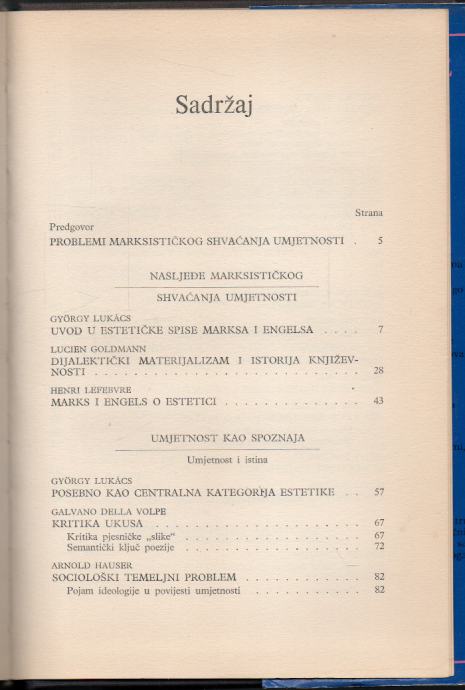 Sadržaj
Strana
Predgovor
PROBLEMI MARKSISTIČKOG SHVAĆANJA UMJETNOSTI . 5
NASLJEĐE MARKSISTIČKOG
SHVAĆANJA UMJETNOSTI
GYÖRGY LUKÁCS
UVOD U ESTETIČKE SPISE MARKSA I ENGELSA . . . . 7
LUCIEN GOLDMANN
DIJALEKTIČKI MATERIJALIZAM I ISTORIJA KNJIŽEV-
NOSTI . . . . . . . . . . . . . . . . . . . . . . 28
HENRI LEFEBVRE
MARKS I ENGELS O ESTETICI . . . . . . . . . . . 43
UMJETNOST KAO SPOZNAJA
Umjetnost i istina
GYÖRGY LUKÁCS
POSEBNO KAO CENTRALNA KATEGORIJA ESTETIKE . . 57
GALVANO DELLA VOLPE
KRITIKA UKUSA . . . . . . . . . . . . . . . . . 67
Kritika pjesničke „slike“ . . . . . . . . . . . . . . . 67
Semantički ključ poezije . . . . . . . . . . . . . . . 72
ARNOLD HAUSER
SOCIOLOŠKI TEMELJNI PROBLEM . . . . . . . . . . 82
Pojam ideologije u povijesti umjetnosti . . . . . . . . . 82